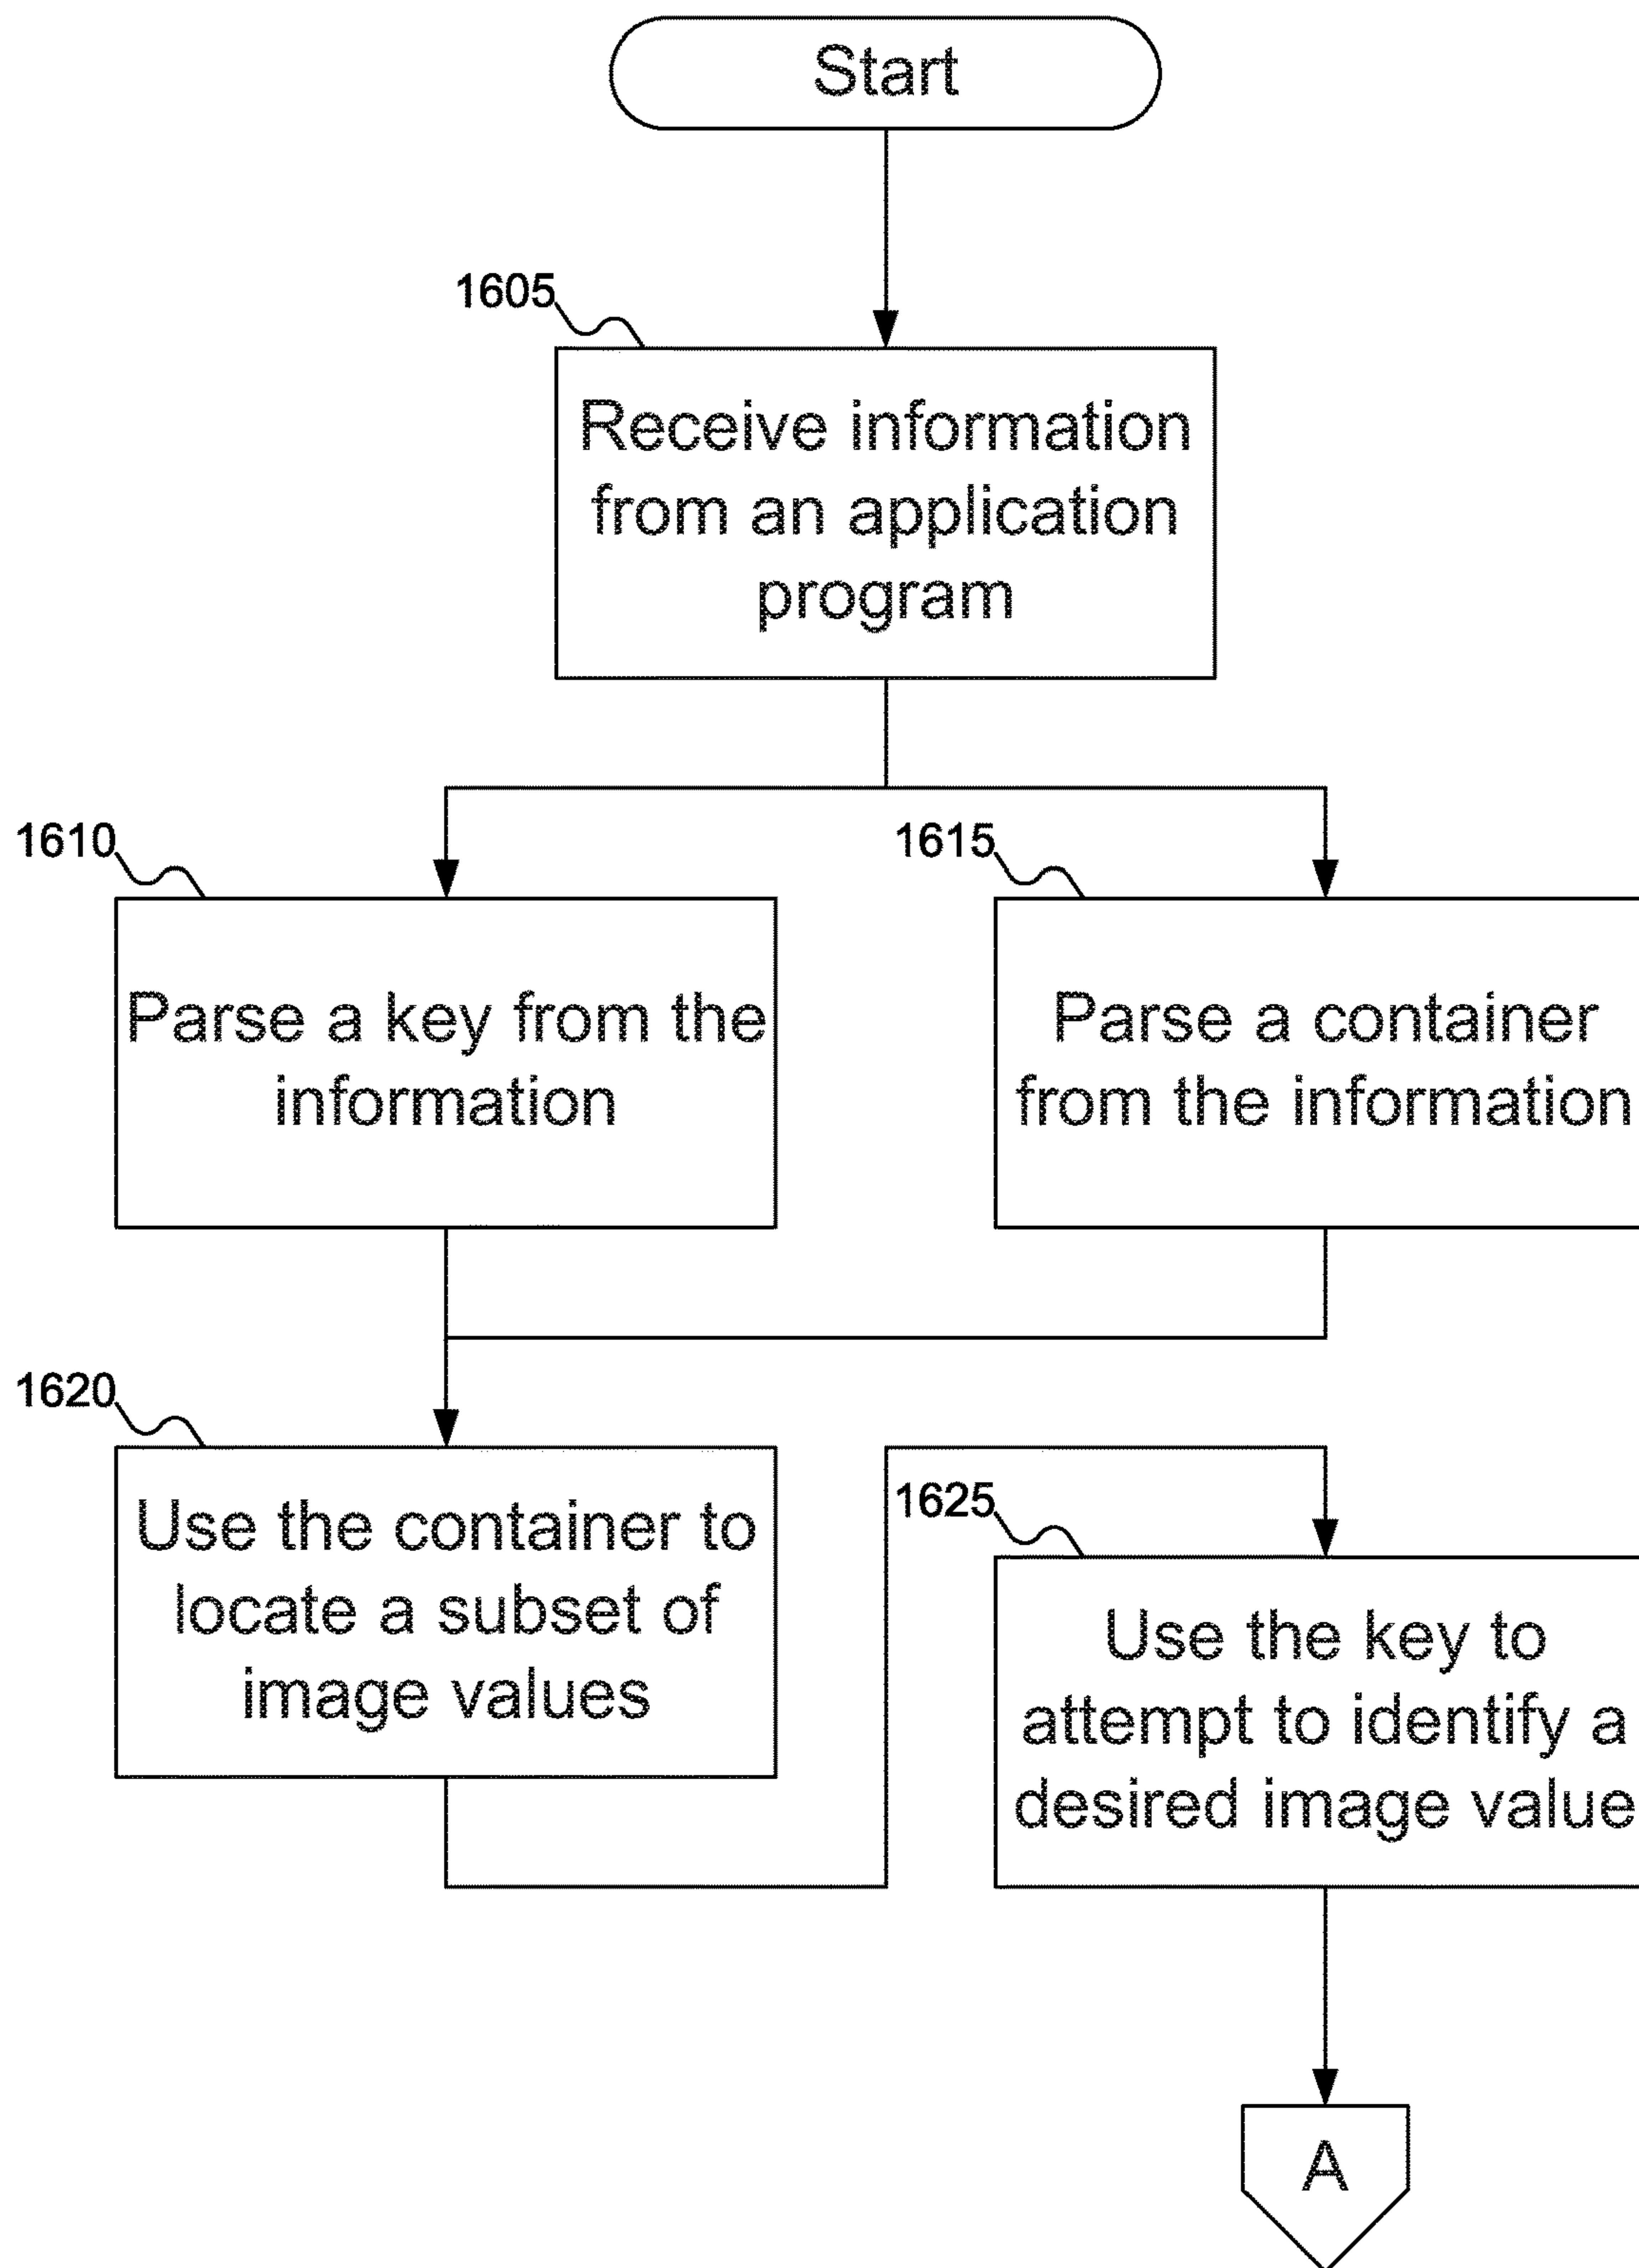 Start
1605
Receive information
from an application
program
1610
Parse a key from the
information
1615
Parse a container
from the information
1620
Use the container to
locate a subset of
image values
1625
Use the key to
attempt to identify a
desired image value
A